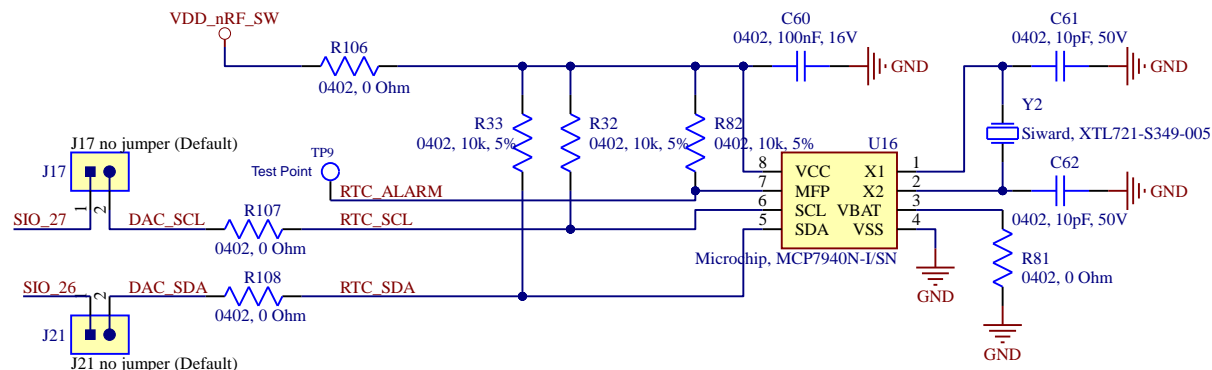 VDD_nRF_SW
R106
0402, 0 Ohm
C60
0402, 100nF, 16V
GND
C61
0402, 10pF, 50V
GND
Y2
Siward, XTL721-S349-005
R33
0402, 10k, 5%
R32
0402, 10k, 5%
R82
0402, 10k, 5%
U16
J17 no jumper (Default)
J17
1
2
TP9
Test Point
RTC_ALARM
8 VCC X1 1
7 MFP X2 2
6 SCL VBAT 3
5 SDA VSS 4
Microchip, MCP7940N-I/SN
C62
0402, 10pF, 50V
GND
SIO_27
DAC_SCL
R107
0402, 0 Ohm
RTC_SCL
R81
0402, 0 Ohm
GND
GND
SIO_26
1
2
DAC_SDA
R108
0402, 0 Ohm
RTC_SDA
J21
J21 no jumper (Default)